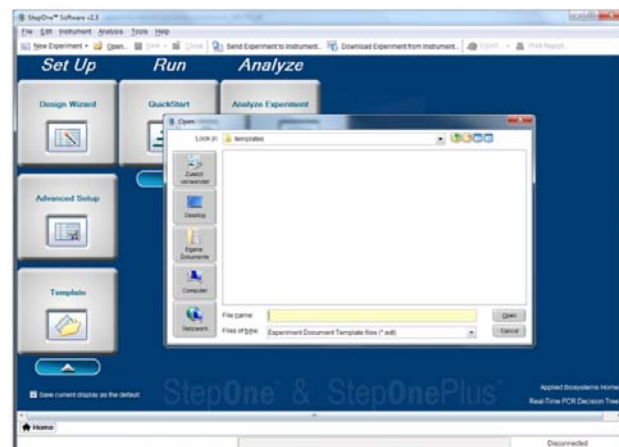 StepOne™ Software v2.3
File Edit Instrument Analysis Tools Help
New Experiment Open... Close Send Experiment to Instrument... Download Experiment from Instrument... Print Report...
Set Up Run Analyze
Design Wizard QuickStart Analyze Experiment
Open
Look in: templates
Zuletzt verwendet
Desktop
Advanced Setup
Eigene Dokumente
Computer
Template
Netzwerk
File name: Open
Files of type: Experiment Document Template files (*.edt) Cancel
Save current display as the default
StepOne™ & StepOnePlus™
Applied Biosystems Home
Real-Time PCR Decision Tree
Home
Disconnected